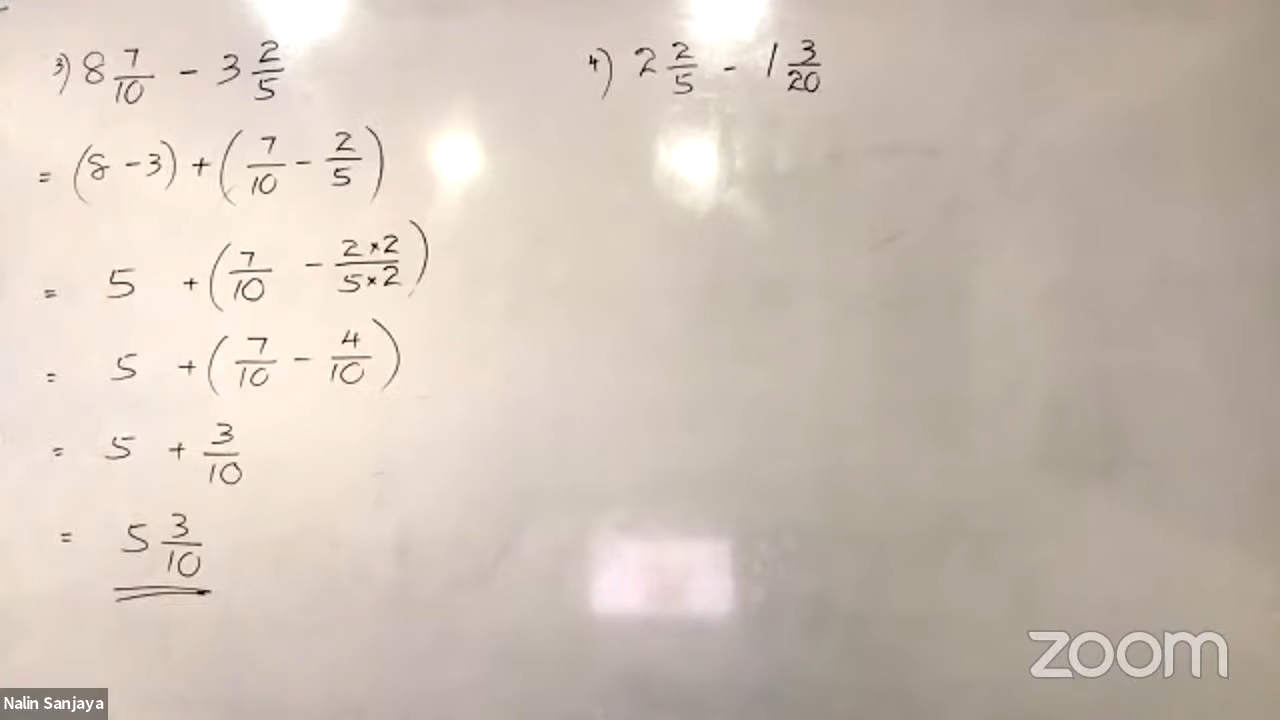 3) 8 7/10 - 3 2/5
= (8 - 3) + (7/10 - 2/5)
= 5 + (7/10 - 2×2/5×2)
= 5 + (7/10 - 4/10)
= 5 + 3/10
= 5 3/10
4) 2 2/5 - 1 3/20
zoom
Nalin Sanjaya